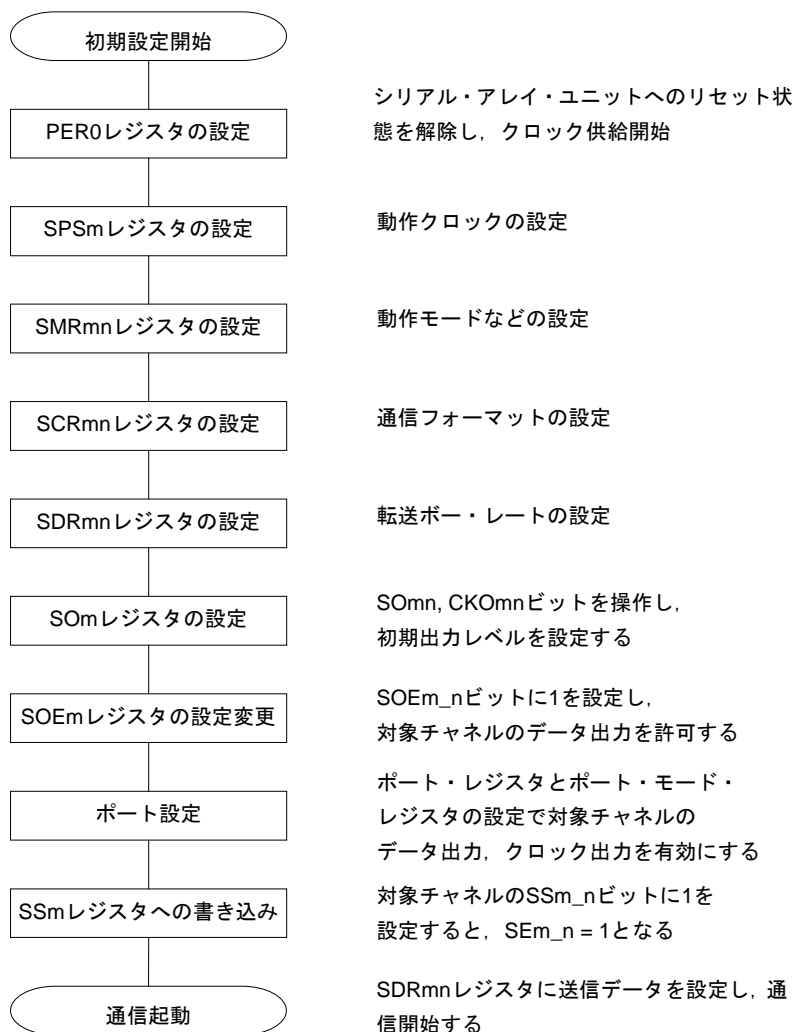 初期設定開始
シリアル・アレイ・ユニットへのリセット状
態を解除し，クロック供給開始
PER0レジスタの設定
SPSmレジスタの設定
動作クロックの設定
SMRmnレジスタの設定
動作モードなどの設定
SCRmnレジスタの設定
通信フォーマットの設定
SDRmnレジスタの設定
転送ボー・レートの設定
SOmレジスタの設定
SOmn, CKOmnビットを操作し，
初期出力レベルを設定する
SOEmレジスタの設定変更
SOEm_nビットに1を設定し，
対象チャネルのデータ出力を許可する
ポート設定
ポート・レジスタとポート・モード・
レジスタの設定で対象チャネルの
データ出力，クロック出力を有効にする
SSmレジスタへの書き込み
対象チャネルのSSm_nビットに1を
設定すると，SEm_n = 1となる
通信起動
SDRmnレジスタに送信データを設定し，通
信開始する